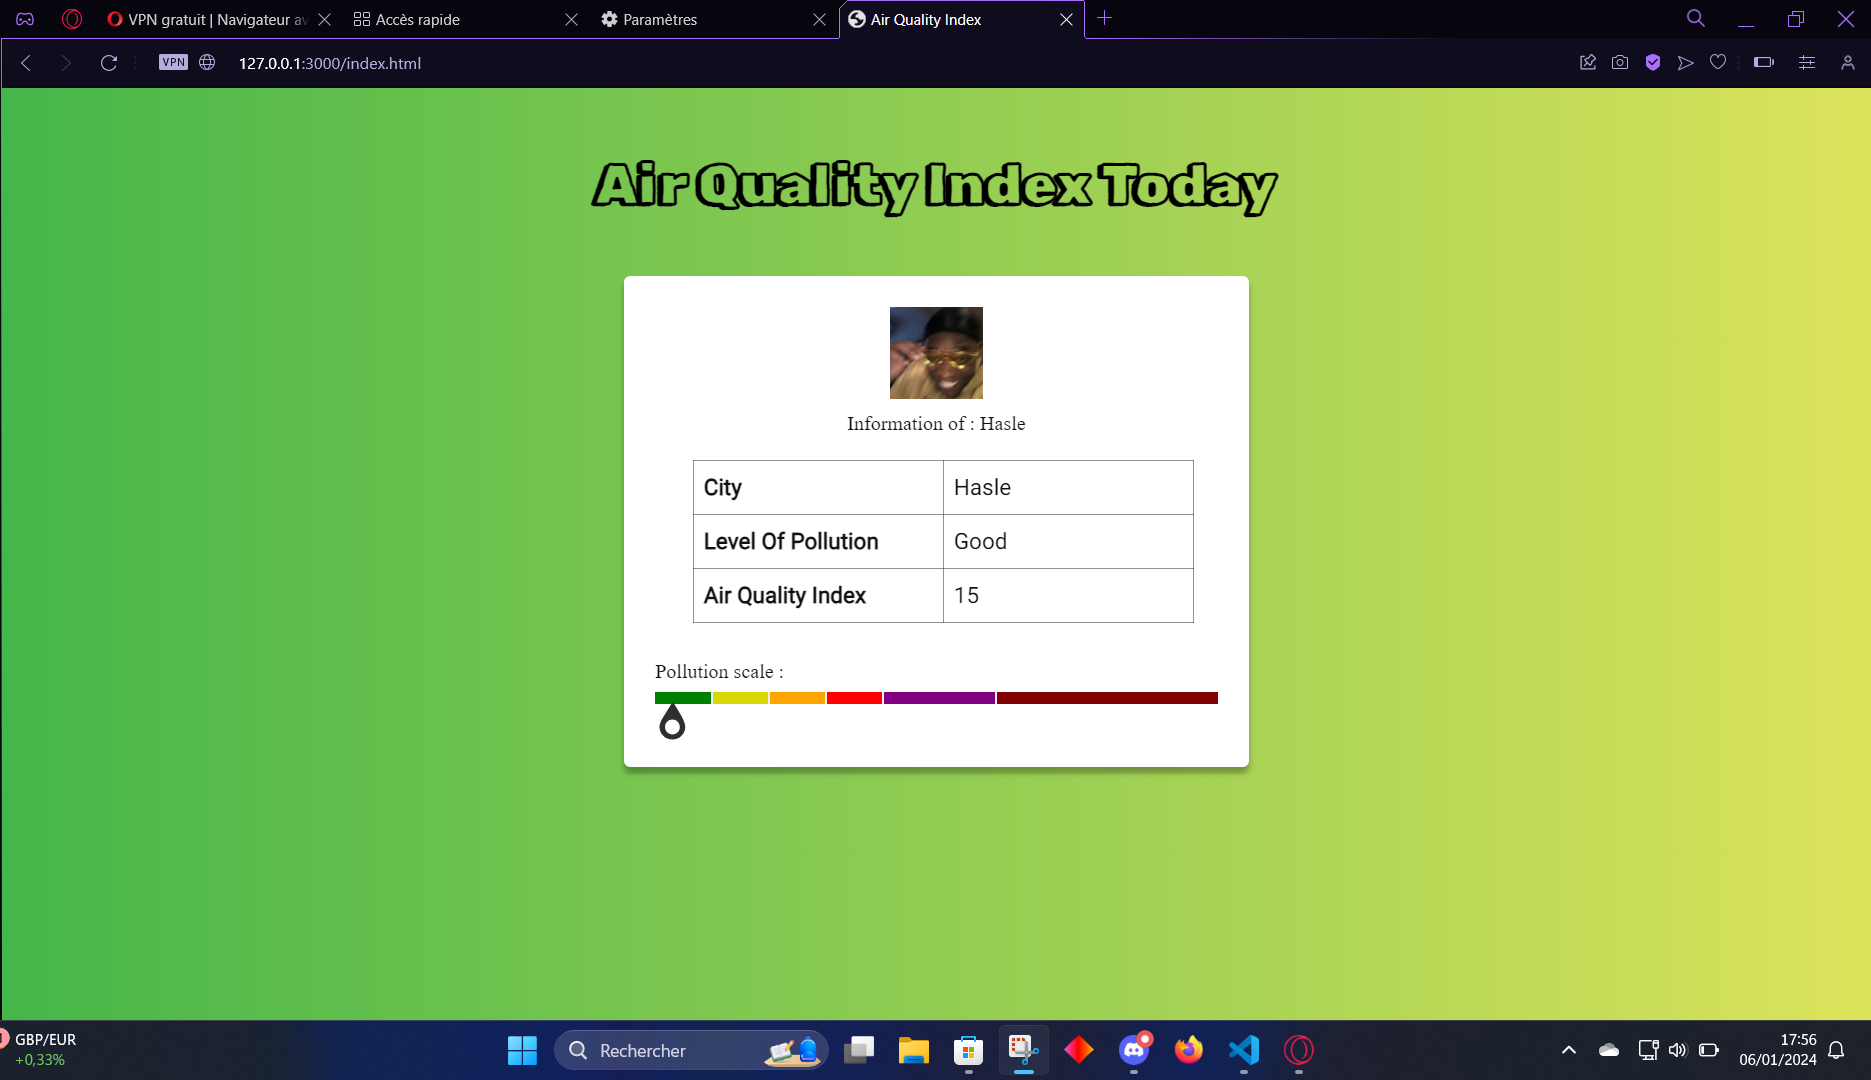 VPN gratuit | Navigateur av
Accès rapide
Paramètres
Air Quality Index
VPN
127.0.0.1:3000/index.html
Air Quality Index Today
Information of : Hasle
City Hasle
Level Of Pollution Good
Air Quality Index 15
Pollution scale :
GBP/EUR
+0,33%
Rechercher
17:56
06/01/2024